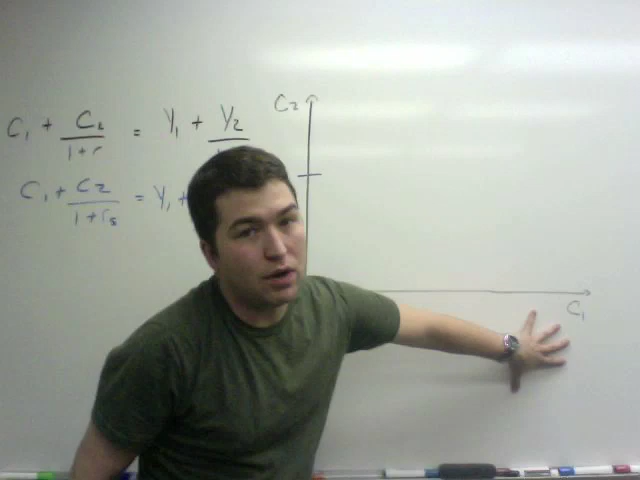 C₁ + C₂/1+r = Y₁ + Y₂/
C₁ + C₂/1+rₛ = Y₁ +
C₂
C₁